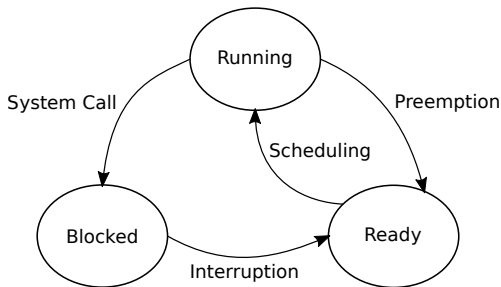 Running
System Call
Preemption
Scheduling
Blocked
Ready
Interruption